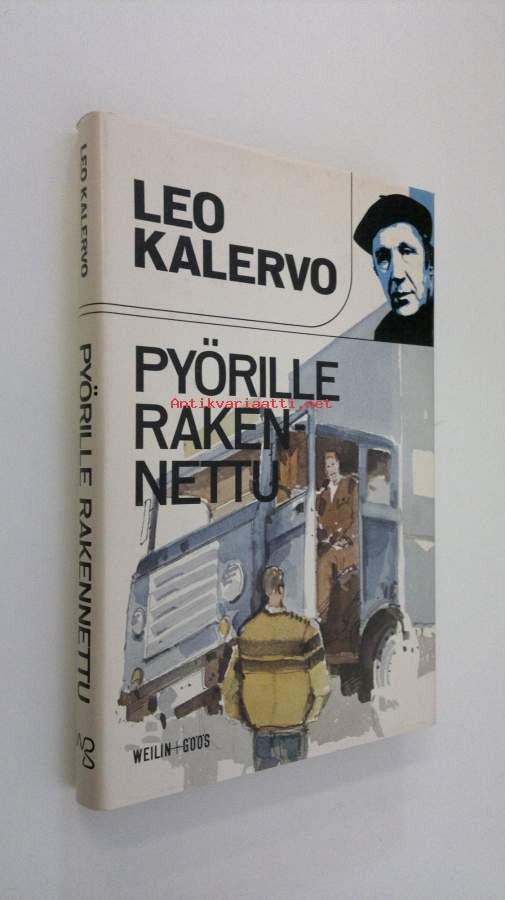 LEO KALERVO
PYÖRILLE RAKENNETTU
LEO
KALERVO
PYÖRILLE
RAKEN-
NETTU
Antikvariaatti.net
WEILIN+GÖÖS